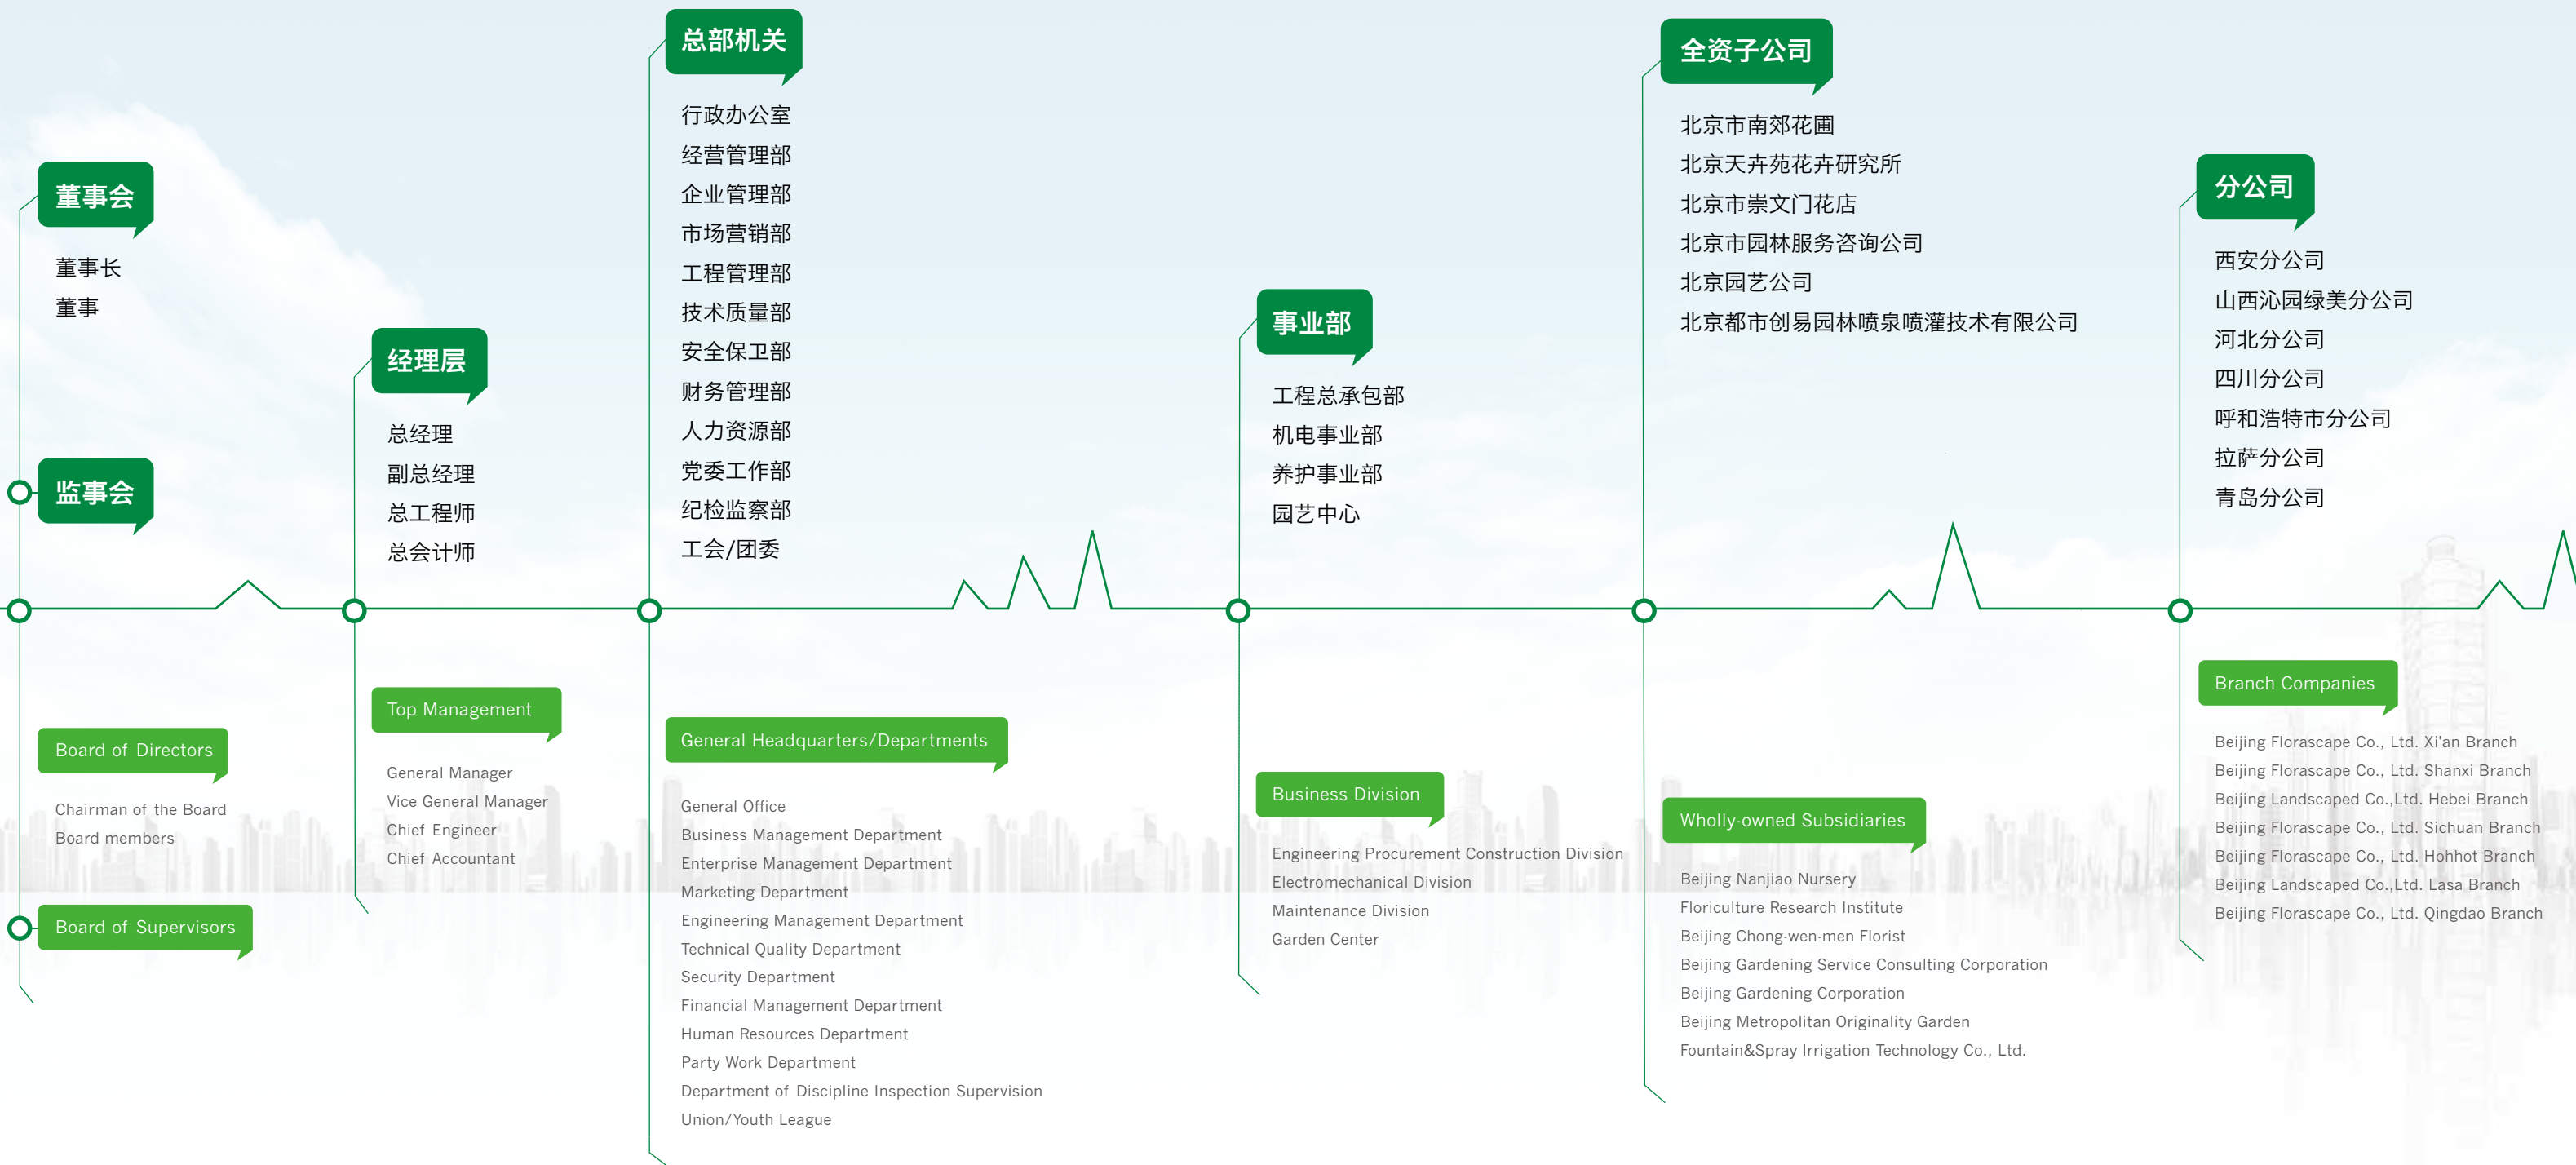 董事会
董事长
董事
监事会
经理层
总经理
副总经理
总工程师
总会计师
总部机关
行政办公室
经营管理部
企业管理部
市场营销部
工程管理部
技术质量部
安全保卫部
财务管理部
人力资源部
党委工作部
纪检监察部
工会/团委
事业部
工程总承包部
机电事业部
养护事业部
园艺中心
全资子公司
北京市南郊花圃
北京天卉苑花卉研究所
北京市崇文门花店
北京市园林服务咨询公司
北京园艺公司
北京都市创易园林喷泉喷灌技术有限公司
分公司
西安分公司
山西沁园绿美分公司
河北分公司
四川分公司
呼和浩特市分公司
拉萨分公司
青岛分公司
Board of Directors
Chairman of the Board
Board members
Board of Supervisors
Top Management
General Manager
Vice General Manager
Chief Engineer
Chief Accountant
General Headquarters/Departments
General Office
Business Management Department
Enterprise Management Department
Marketing Department
Engineering Management Department
Technical Quality Department
Security Department
Financial Management Department
Human Resources Department
Party Work Department
Department of Discipline Inspection Supervision
Union/Youth League
Business Division
Engineering Procurement Construction Division
Electromechanical Division
Maintenance Division
Garden Center
Wholly-owned Subsidiaries
Beijing Nanjiao Nursery
Floriculture Research Institute
Beijing Chong-wen-men Florist
Beijing Gardening Service Consulting Corporation
Beijing Gardening Corporation
Beijing Metropolitan Originality Garden
Fountain&Spray Irrigation Technology Co., Ltd.
Branch Companies
Beijing Florascape Co., Ltd. Xi'an Branch
Beijing Florascape Co., Ltd. Shanxi Branch
Beijing Landscaped Co.,Ltd. Hebei Branch
Beijing Florascape Co., Ltd. Sichuan Branch
Beijing Florascape Co., Ltd. Hohhot Branch
Beijing Landscaped Co.,Ltd. Lasa Branch
Beijing Florascape Co., Ltd. Qingdao Branch